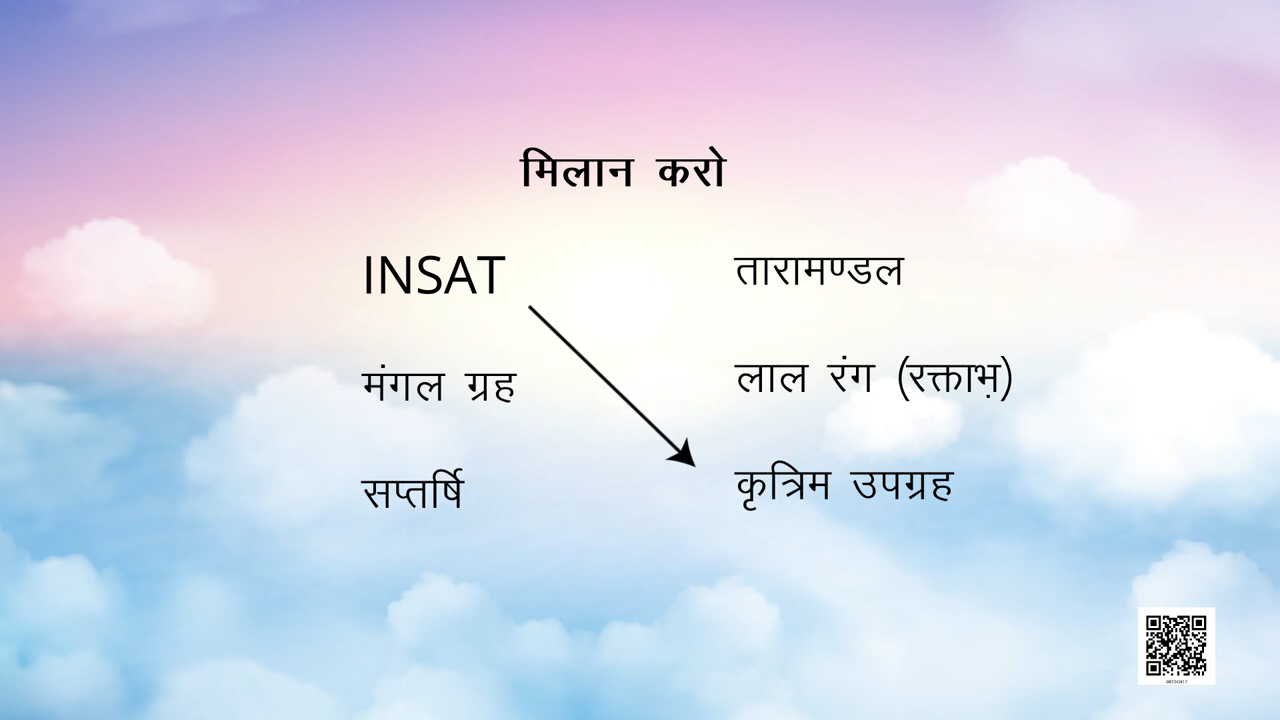 मिलान करो
INSAT तारामण्डल
मंगल ग्रह लाल रंग (रक्ताभ़)
सप्तर्षि कृत्रिम उपग्रह